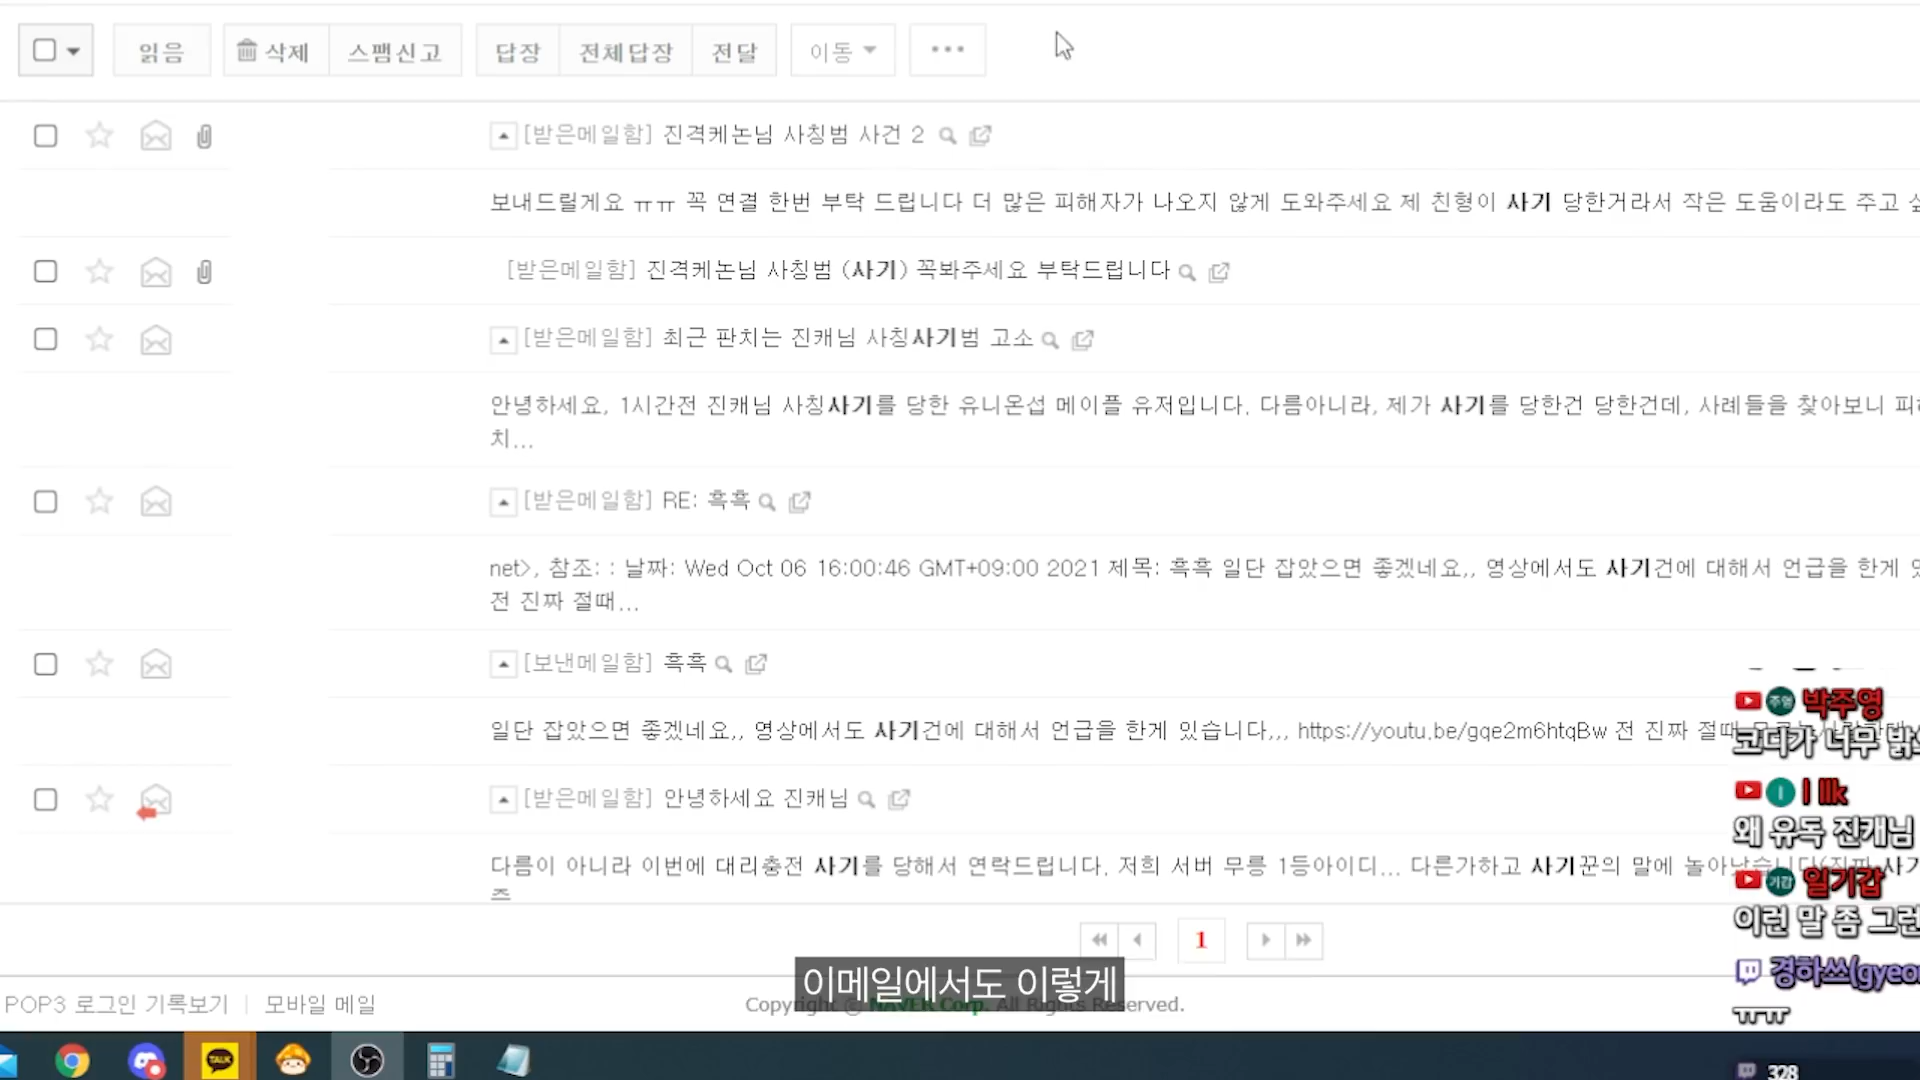 읽음 삭제 스팸신고 답장 전체답장 전달 이동
[받은메일함] 진격케논님 사칭범 사건 2
보내드릴게요 ㅠㅠ 꼭 연결 한번 부탁 드립니다 더 많은 피해자가 나오지 않게 도와주세요 제 친형이 사기 당한거라서 작은 도움이라도 주고
[받은메일함] 진격케논님 사칭범 (사기) 꼭봐주세요 부탁드립니다
[받은메일함] 최근 판치는 진캐님 사칭사기범 고소
안녕하세요, 1시간전 진캐님 사칭사기를 당한 유니온섭 메이플 유저입니다. 다름아니라, 제가 사기를 당한건 당한건데, 사례들을 찾아보니
치...
[받은메일함] RE: 흑흑
net>, 참조: : 날짜: Wed Oct 06 16:00:46 GMT+09:00 2021 제목: 흑흑 일단 잡았으면 좋겠네요,, 영상에서도 사기건에 대해서 언급을 한게
전 진짜 절때...
[보낸메일함] 흑흑
일단 잡았으면 좋겠네요,, 영상에서도 사기건에 대해서 언급을 한게 있습니다,,, https://youtu.be/gqe2m6htqBw 전 진짜 절때
[받은메일함] 안녕하세요 진캐님
다름이 아니라 이번에 대리충전 사기를 당해서 연락드립니다. 저희 서버 무릉 1등아이디... 다른가하고 사기꾼의 말에
즈
박주영
코디가 너무
I llk
왜 유독 진캐님
기갑 일기갑
이런 말 좀 그런
경하쓰(gyeo
ㅠㅠ
328
1
이메일에서도 이렇게
POP3 로그인 기록보기 | 모바일 메일
Copyright © NAVER Corp. All Rights Reserved.
TALK